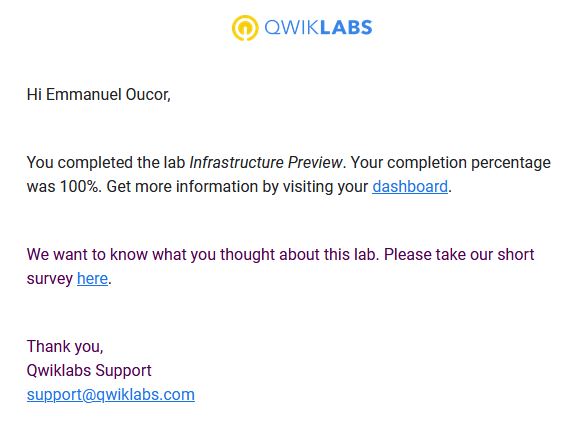 QWIKLABS
Hi Emmanuel Oucor,
You completed the lab Infrastructure Preview. Your completion percentage
was 100%. Get more information by visiting your dashboard.
We want to know what you thought about this lab. Please take our short
survey here.
Thank you,
Qwiklabs Support
support@qwiklabs.com